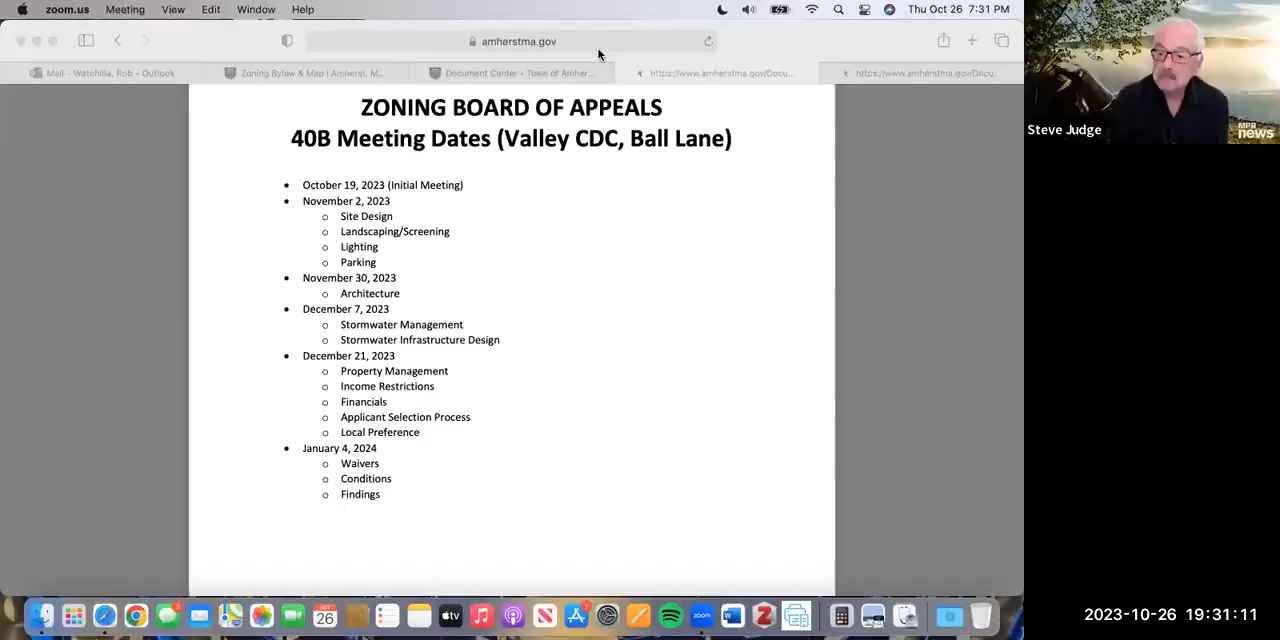 zoom.us Meeting View Edit Window Help Thu Oct 26 7:31 PM
amherstma.gov
Mail - Watchilla, Rob - Outlook Zoning Bylaw & Map | Amherst, M... Document Center - Town of Amher... https://www.amherstma.gov/Docu... https://www.amherstma.gov/Docu...
ZONING BOARD OF APPEALS
40B Meeting Dates (Valley CDC, Ball Lane)
• October 19, 2023 (Initial Meeting)
• November 2, 2023
o Site Design
o Landscaping/Screening
o Lighting
o Parking
• November 30, 2023
o Architecture
• December 7, 2023
o Stormwater Management
o Stormwater Infrastructure Design
• December 21, 2023
o Property Management
o Income Restrictions
o Financials
o Applicant Selection Process
o Local Preference
• January 4, 2024
o Waivers
o Conditions
o Findings
Steve Judge
MPR
news
OCT
26
tv
zoom
2023-10-26 19:31:11